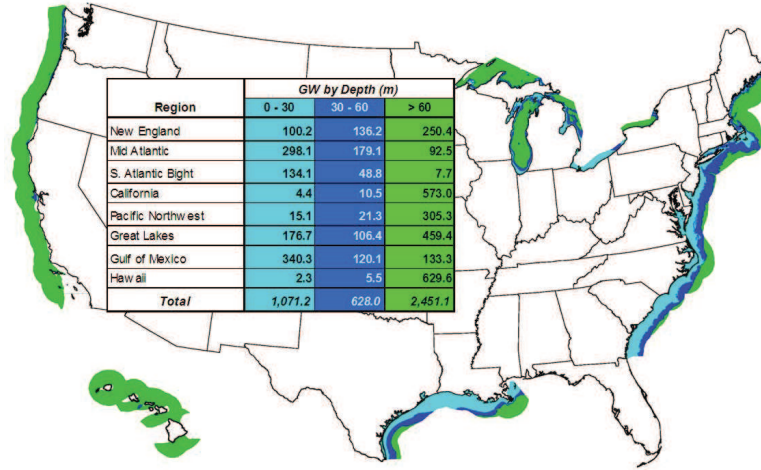 GW by Depth (m)
Region 0 - 30 30 - 60 > 60
New England 100.2 136.2 250.4
Mid Atlantic 298.1 179.1 92.5
S. Atlantic Bight 134.1 48.8 7.7
California 4.4 10.5 573.0
Pacific Northwest 15.1 21.3 305.3
Great Lakes 176.7 106.4 459.4
Gulf of Mexico 340.3 120.1 133.3
Hawaii 2.3 5.5 629.6
Total 1,071.2 628.0 2,451.1